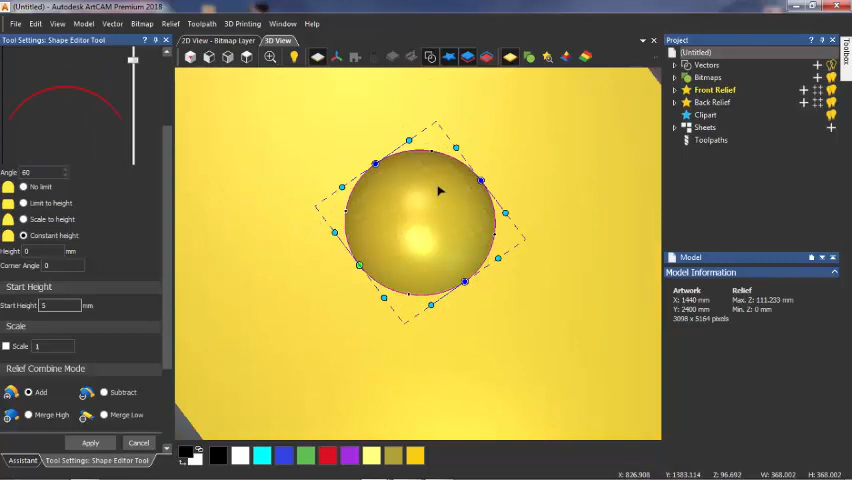 (Untitled) - Autodesk ArtCAM Premium 2018
File Edit View Model Vector Bitmap Relief Toolpath 3D Printing Window Help
Tool Settings: Shape Editor Tool
2D View - Bitmap Layer 3D View
Project
Toolbox
(Untitled)
Vectors
Bitmaps
Front Relief
Back Relief
Clipart
Sheets
Toolpaths
Angle 60
No limit
Limit to height
Scale to height
Constant height
Height 0 mm
Corner Angle 0
Start Height
Start Height 5 mm
Scale
Scale 1
Relief Combine Mode
Add Subtract
Merge High Merge Low
Apply Cancel
Assistant Tool Settings: Shape Editor Tool
Model
Model Information
Artwork Relief
X: 1440 mm Max. Z: 111.233 mm
Y: 2400 mm Min. Z: 0 mm
3098 x 5164 pixels
X: 826.908 Y: 1383.114 Z: 96.692 W: 368.002 H: 368.002